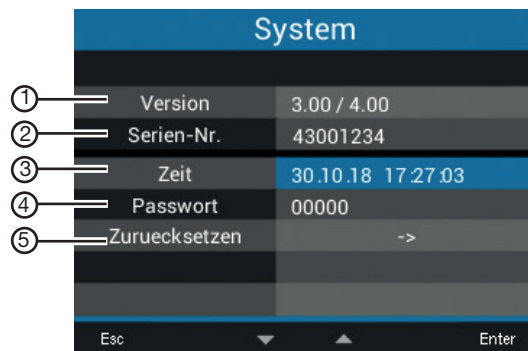 System
① Version 3.00 / 4.00
② Serien-Nr. 43001234
③ Zeit 30.10.18 17:27:03
④ Passwort 00000
⑤ Zuruecksetzen ->
Esc Enter